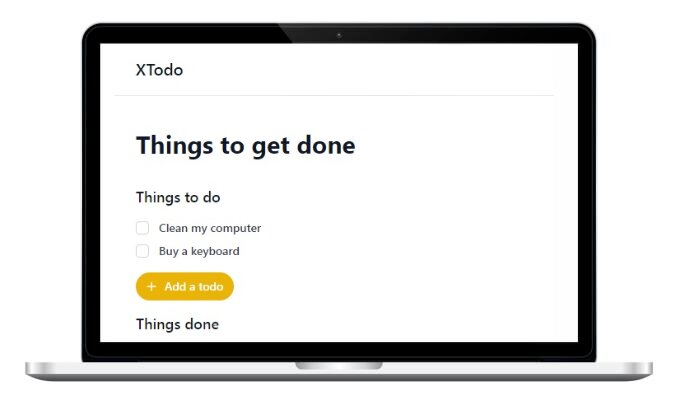 XTodo
Things to get done
Things to do
Clean my computer
Buy a keyboard
+ Add a todo
Things done